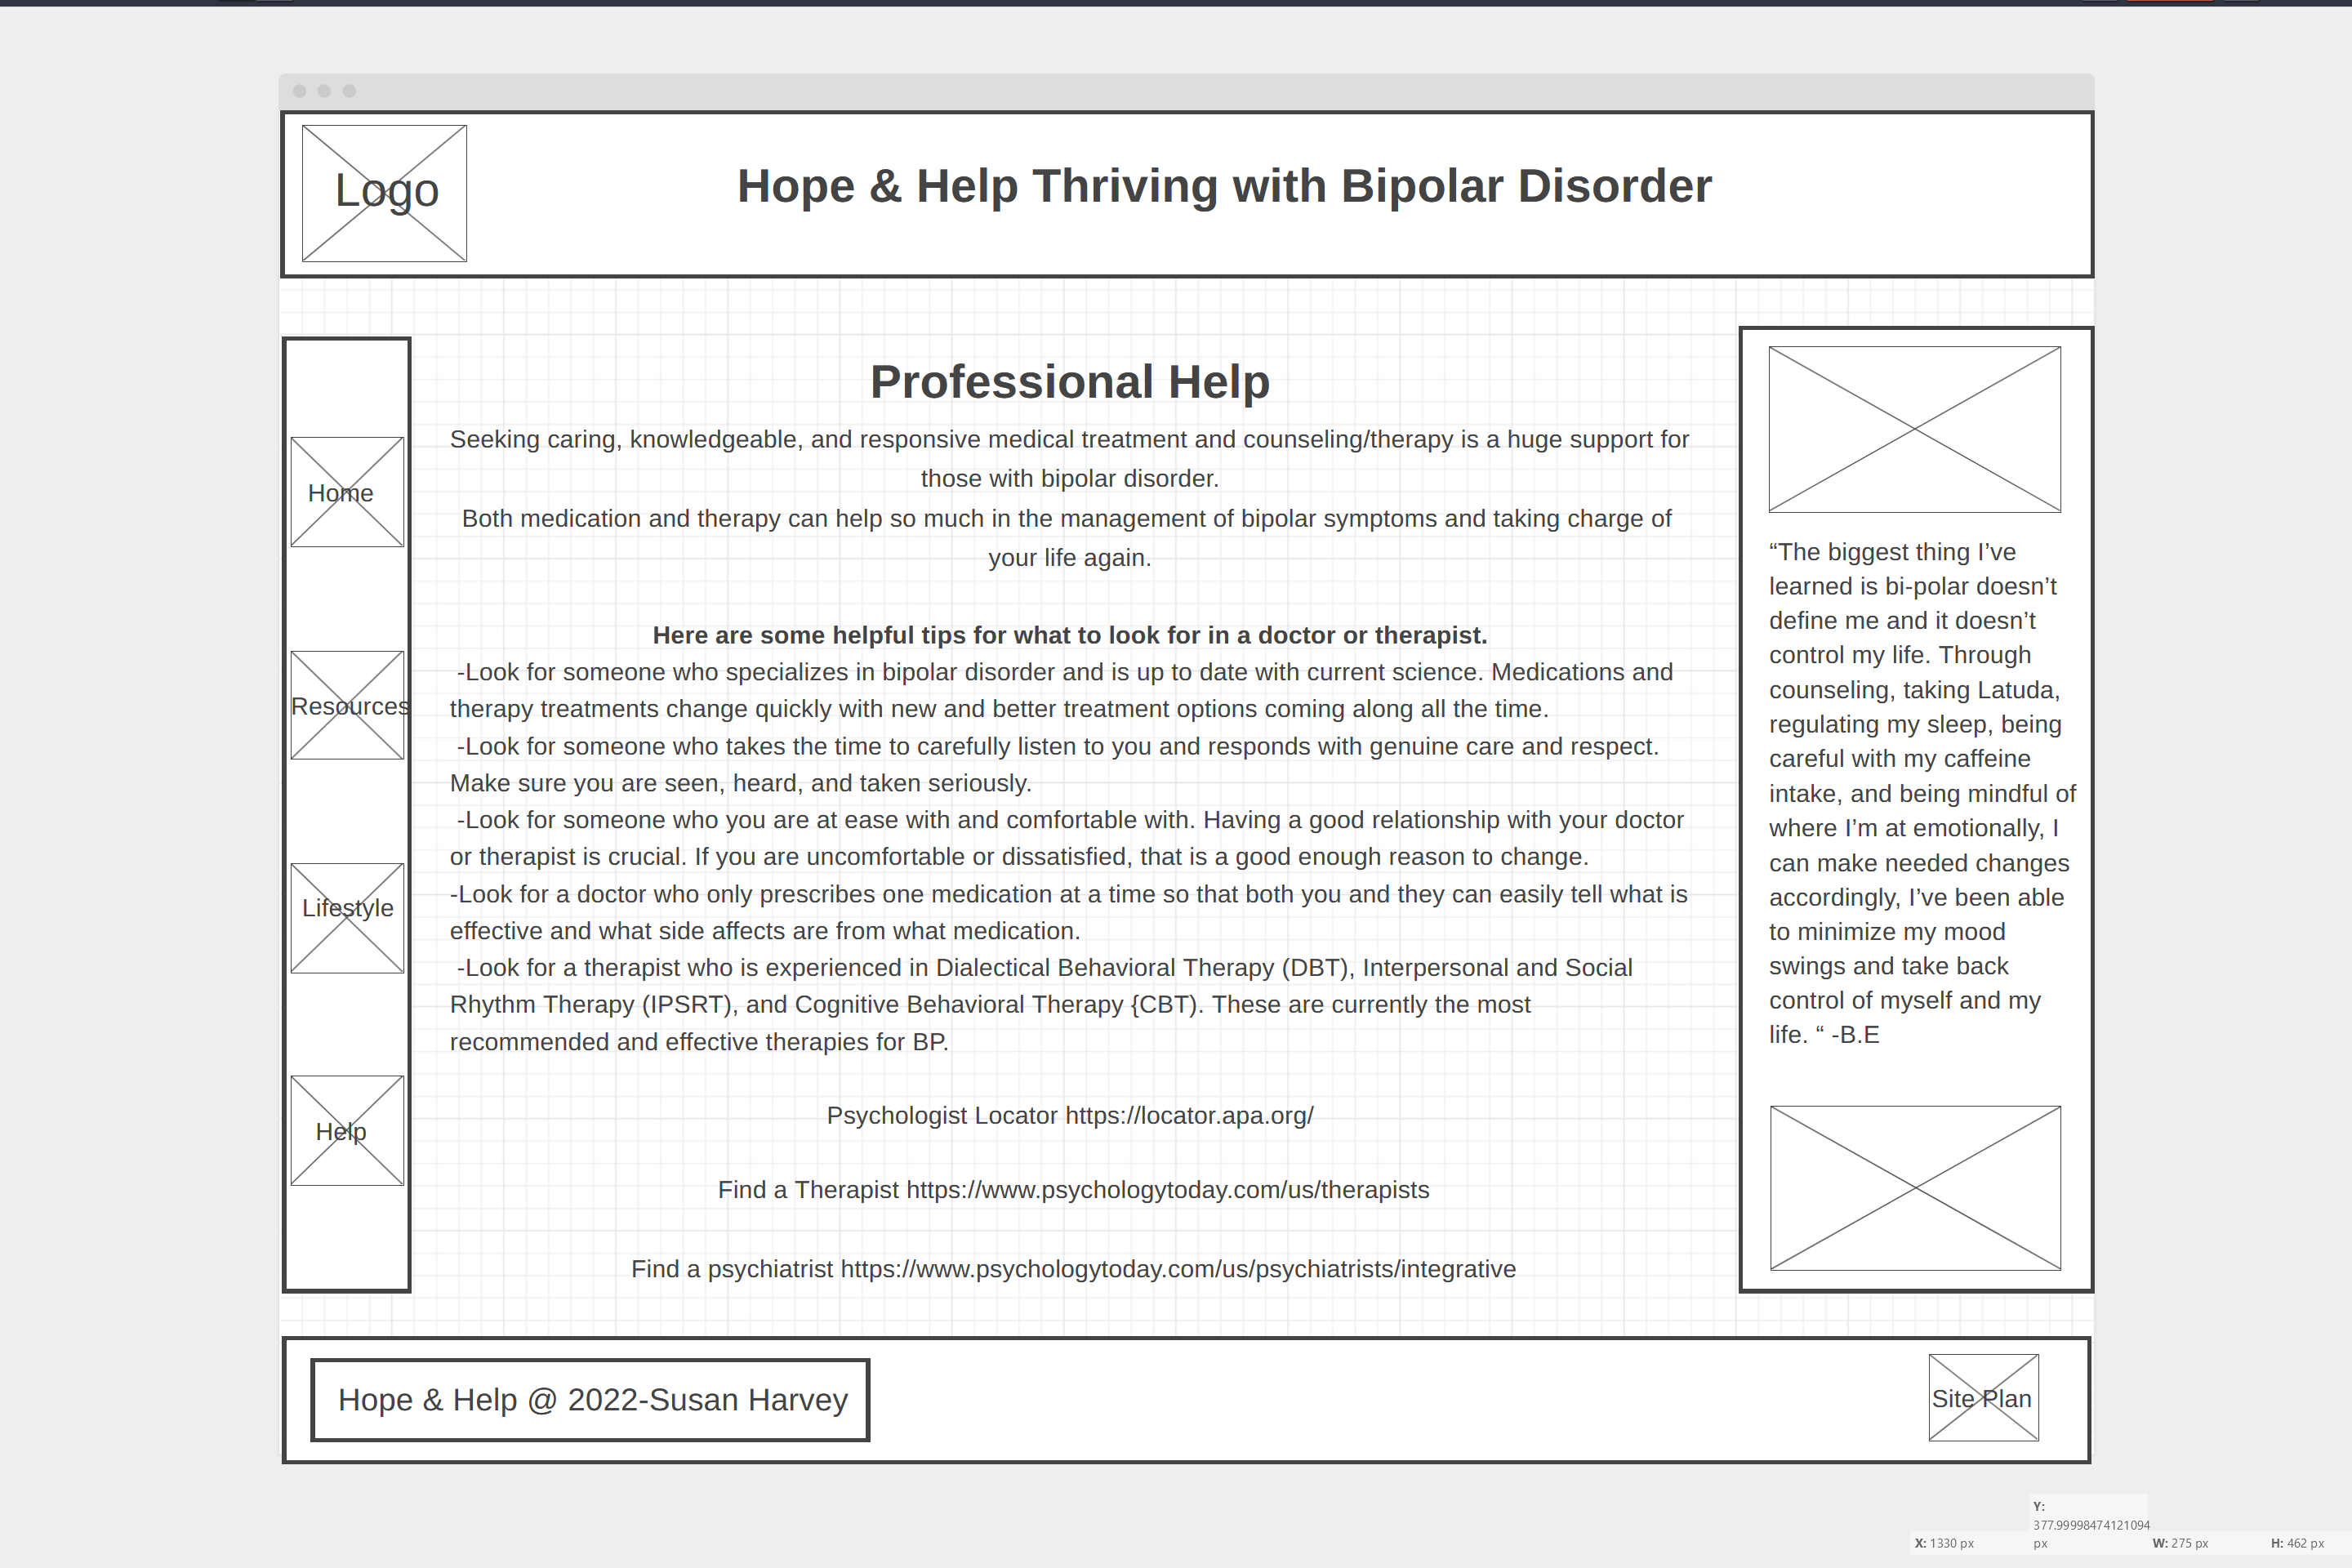 Logo
Hope & Help Thriving with Bipolar Disorder
Home
Resources
Lifestyle
Help
Professional Help
Seeking caring, knowledgeable, and responsive medical treatment and counseling/therapy is a huge support for
those with bipolar disorder.
Both medication and therapy can help so much in the management of bipolar symptoms and taking charge of
your life again.
Here are some helpful tips for what to look for in a doctor or therapist.
-Look for someone who specializes in bipolar disorder and is up to date with current science. Medications and
therapy treatments change quickly with new and better treatment options coming along all the time.
-Look for someone who takes the time to carefully listen to you and responds with genuine care and respect.
Make sure you are seen, heard, and taken seriously.
-Look for someone who you are at ease with and comfortable with. Having a good relationship with your doctor
or therapist is crucial. If you are uncomfortable or dissatisfied, that is a good enough reason to change.
-Look for a doctor who only prescribes one medication at a time so that both you and they can easily tell what is
effective and what side affects are from what medication.
-Look for a therapist who is experienced in Dialectical Behavioral Therapy (DBT), Interpersonal and Social
Rhythm Therapy (IPSRT), and Cognitive Behavioral Therapy {CBT). These are currently the most
recommended and effective therapies for BP.
Psychologist Locator https://locator.apa.org/
Find a Therapist https://www.psychologytoday.com/us/therapists
Find a psychiatrist https://www.psychologytoday.com/us/psychiatrists/integrative
“The biggest thing I’ve
learned is bi-polar doesn’t
define me and it doesn’t
control my life. Through
counseling, taking Latuda,
regulating my sleep, being
careful with my caffeine
intake, and being mindful of
where I’m at emotionally, I
can make needed changes
accordingly, I’ve been able
to minimize my mood
swings and take back
control of myself and my
life. “ -B.E
Hope & Help @ 2022-Susan Harvey
Site Plan
X: 1330 px
Y:
377.99998474121094
px
W: 275 px
H: 462 px